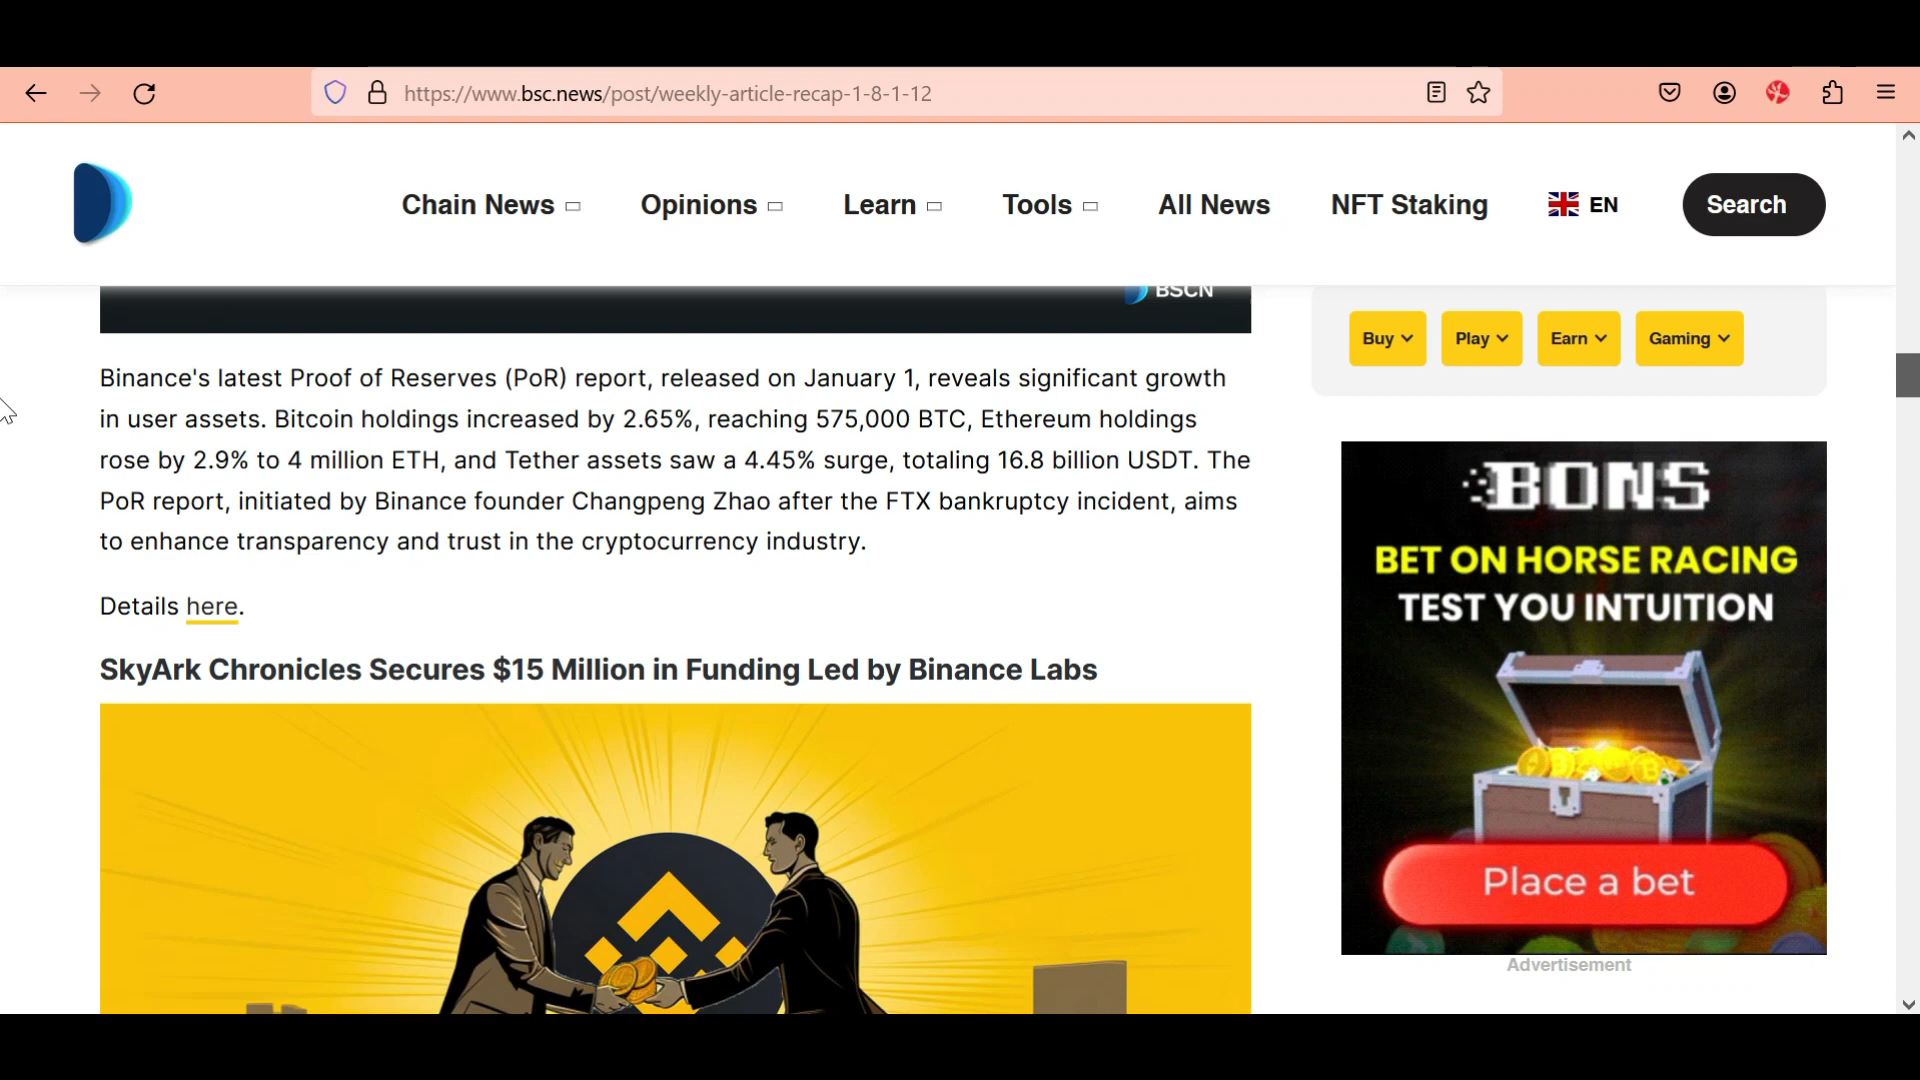 https://www.bsc.news/post/weekly-article-recap-1-8-1-12
Chain News
Opinions
Learn
Tools
All News
NFT Staking
EN
Search
BSCN
Buy
Play
Earn
Gaming
Binance's latest Proof of Reserves (PoR) report, released on January 1, reveals significant growth
in user assets. Bitcoin holdings increased by 2.65%, reaching 575,000 BTC, Ethereum holdings
rose by 2.9% to 4 million ETH, and Tether assets saw a 4.45% surge, totaling 16.8 billion USDT. The
PoR report, initiated by Binance founder Changpeng Zhao after the FTX bankruptcy incident, aims
to enhance transparency and trust in the cryptocurrency industry.
Details here.
SkyArk Chronicles Secures $15 Million in Funding Led by Binance Labs
BONS
BET ON HORSE RACING
TEST YOU INTUITION
Place a bet
Advertisement